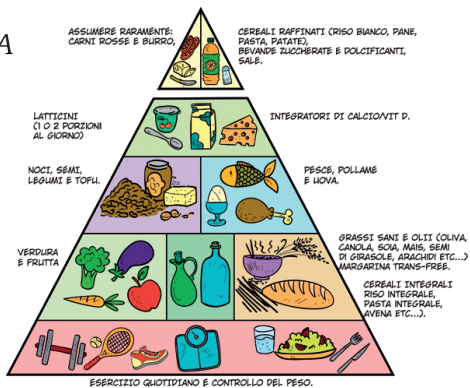 A
ASSUMERE RARAMENTE:
CARNI ROSSE E BURRO,
CEREALI RAFFINATI (RISO BIANCO, PANE,
PASTA, PATATE),
BEVANDE ZUCCHERATE E DOLCIFICANTI,
SALE.
LATTICINI
(1 O 2 PORZIONI
AL GIORNO)
INTEGRATORI DI CALCIO/VIT D.
NOCI, SEMI,
LEGUMI E TOFU.
PESCE, POLLAME
E UOVA.
VERDURA
E FRUTTA
GRASSI SANI E OLII (OLIVA,
CANOLA, SOIA, MAIS, SEMI
DI GIRASOLE, ARACHIDI ETC...)
MARGARINA TRANS-FREE.
CEREALI INTEGRALI
RISO INTEGRALE,
PASTA INTEGRALE,
AVENA ETC...).
ESERCIZIO QUOTIDIANO E CONTROLLO DEL PESO.